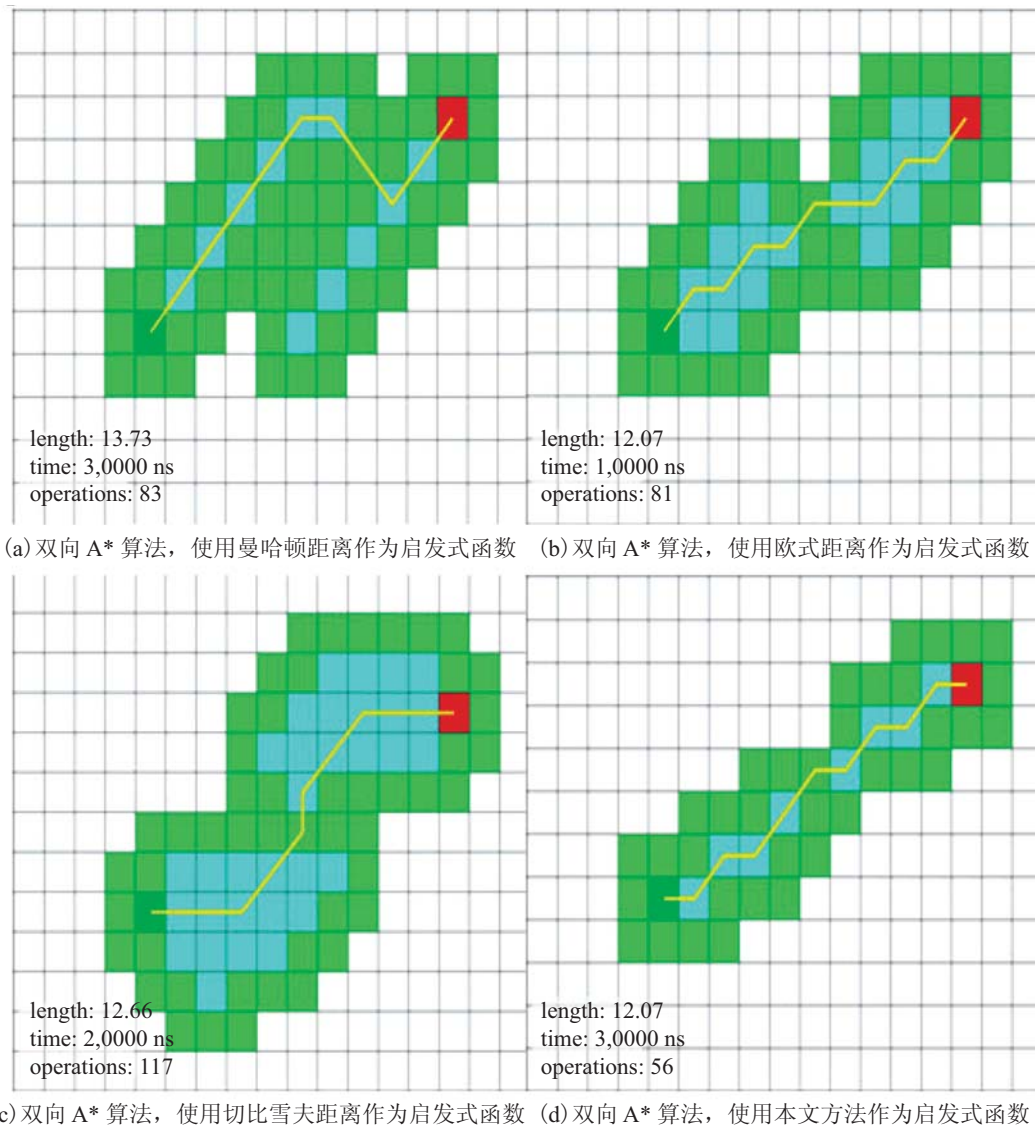 length: 13.73
time: 3,0000 ns
operations: 83
length: 12.07
time: 1,0000 ns
operations: 81
(a)双向 A* 算法，使用曼哈顿距离作为启发式函数
(b)双向 A* 算法，使用欧式距离作为启发式函数
length: 12.66
time: 2,0000 ns
operations: 117
length: 12.07
time: 3,0000 ns
operations: 56
c)双向 A* 算法，使用切比雪夫距离作为启发式函数
(d)双向 A* 算法，使用本文方法作为启发式函数